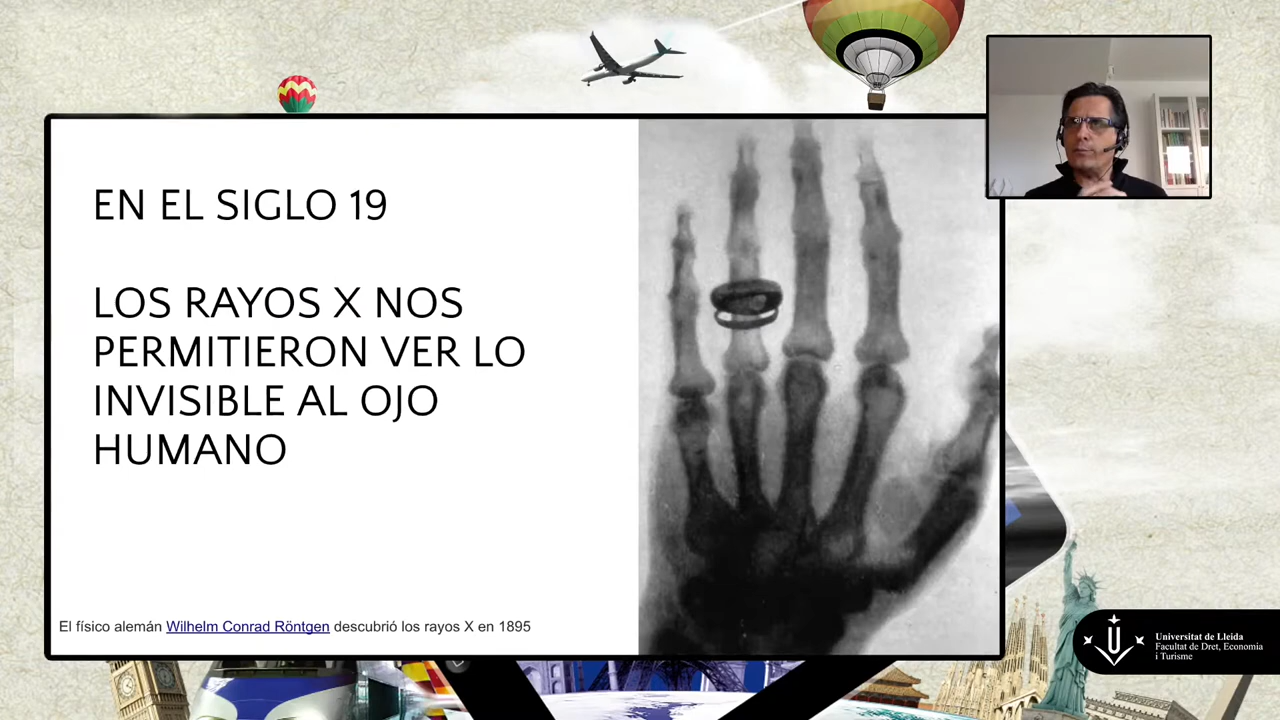 EN EL SIGLO 19
LOS RAYOS X NOS
PERMITIERON VER LO
INVISIBLE AL OJO
HUMANO
El físico alemán Wilhelm Conrad Röntgen descubrió los rayos X en 1895
Universitat de Lleida
Facultat de Dret, Economia
i Turisme